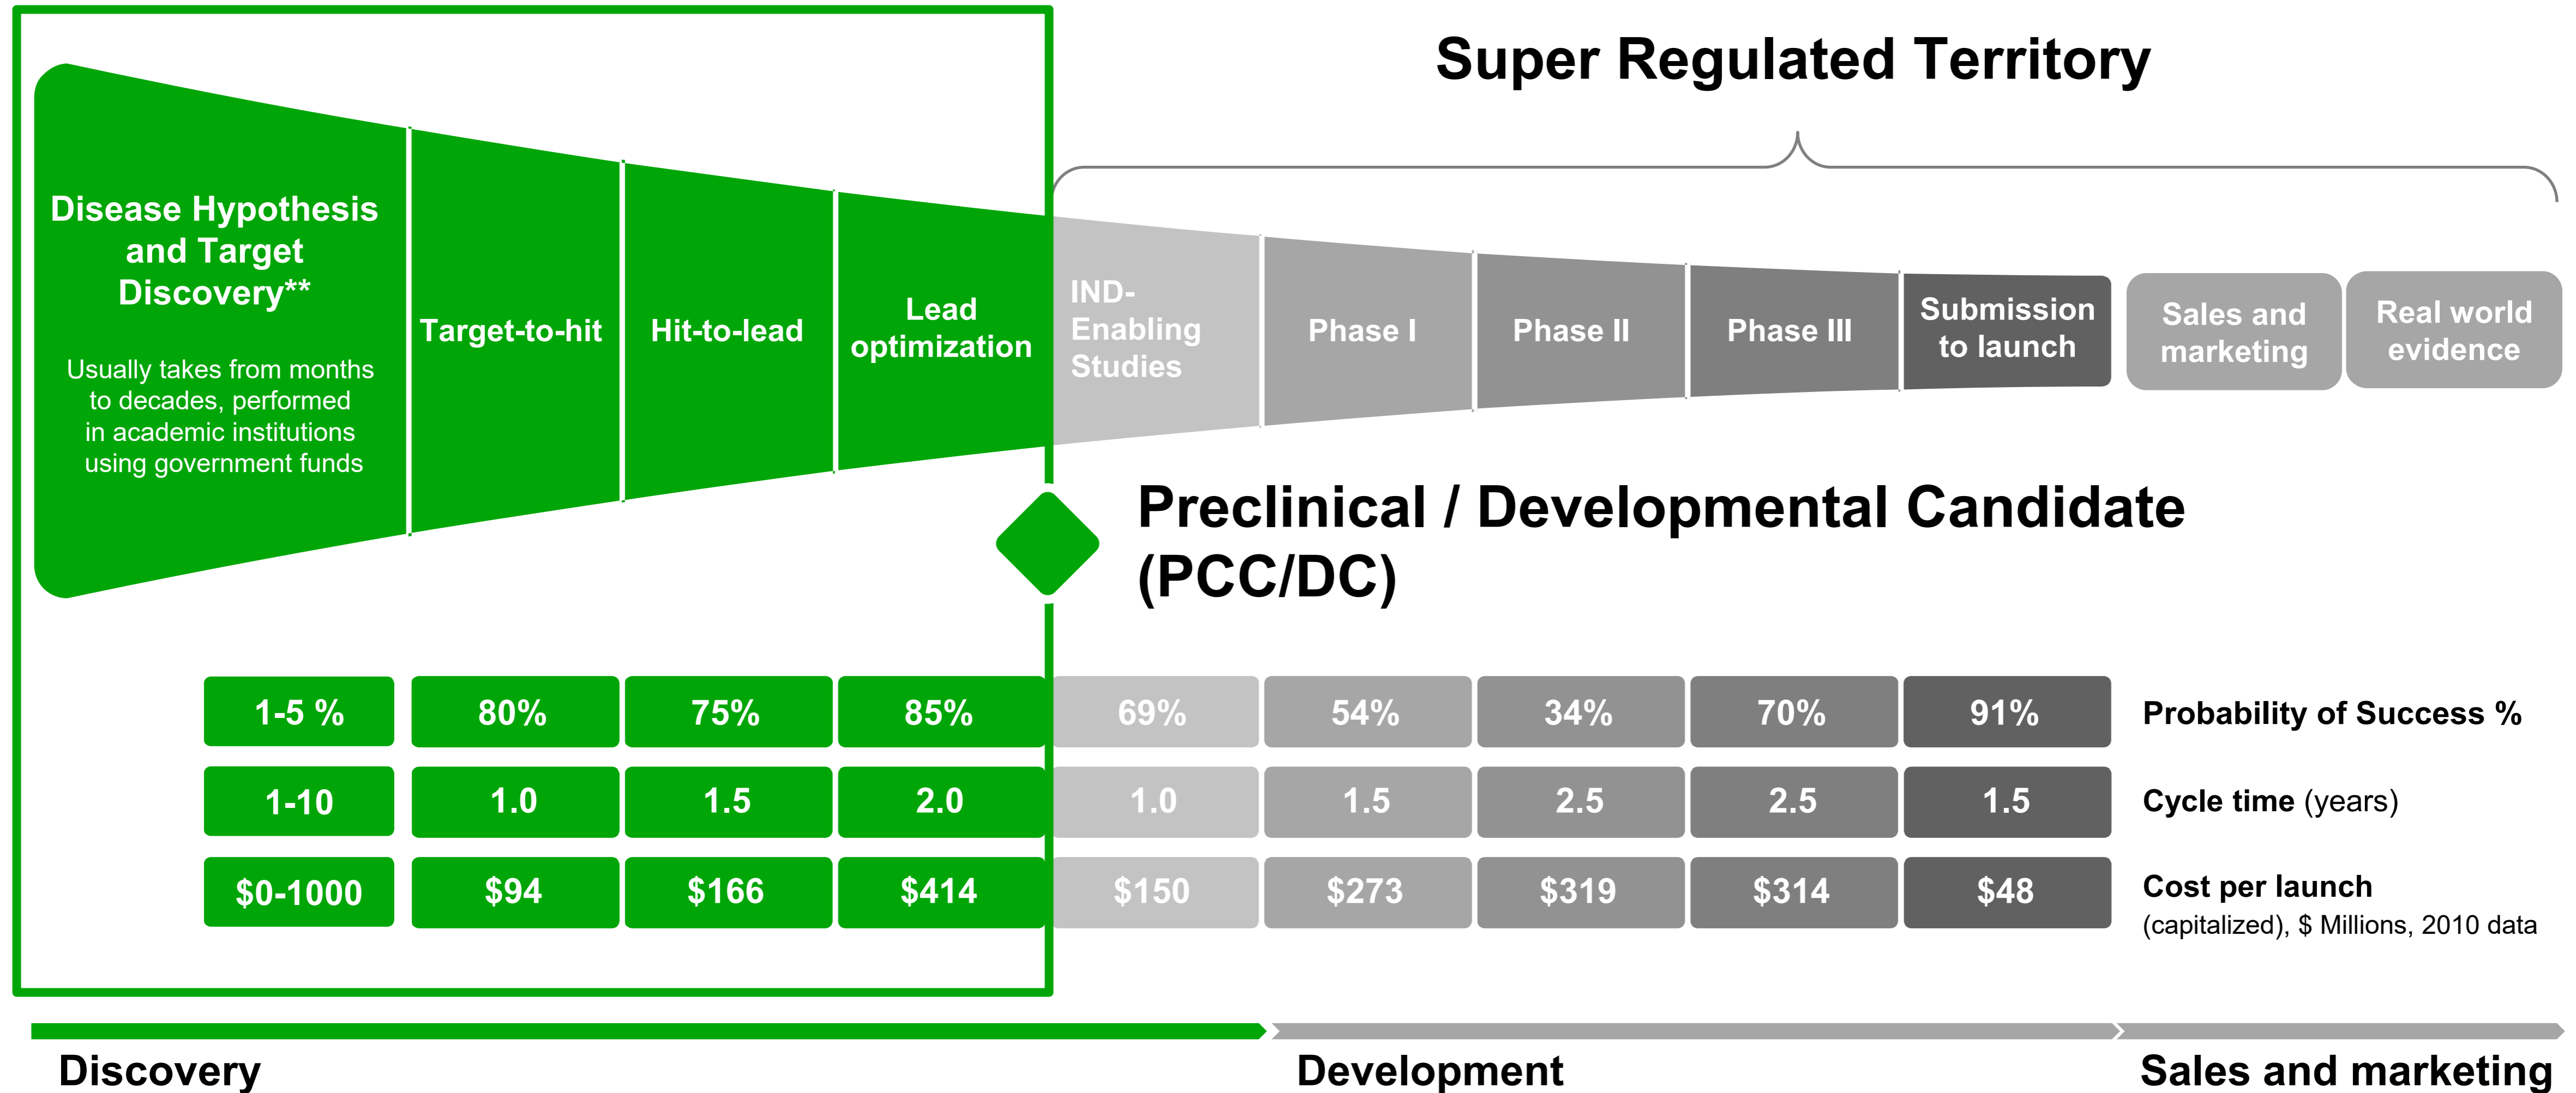 Super Regulated Territory
Disease Hypothesis
and Target
Discovery**
Usually takes from months
to decades, performed
in academic institutions
using government funds
Target-to-hit
Hit-to-lead
Lead
optimization
IND-
Enabling
Studies
Phase I
Phase II
Phase III
Submission
to launch
Sales and
marketing
Real world
evidence
Preclinical / Developmental Candidate
(PCC/DC)
1-5 % 80% 75% 85% 69% 54% 34% 70% 91% Probability of Success %
1-10 1.0 1.5 2.0 1.0 1.5 2.5 2.5 1.5 Cycle time (years)
$0-1000 $94 $166 $414 $150 $273 $319 $314 $48 Cost per launch
(capitalized), $ Millions, 2010 data
Discovery Development Sales and marketing